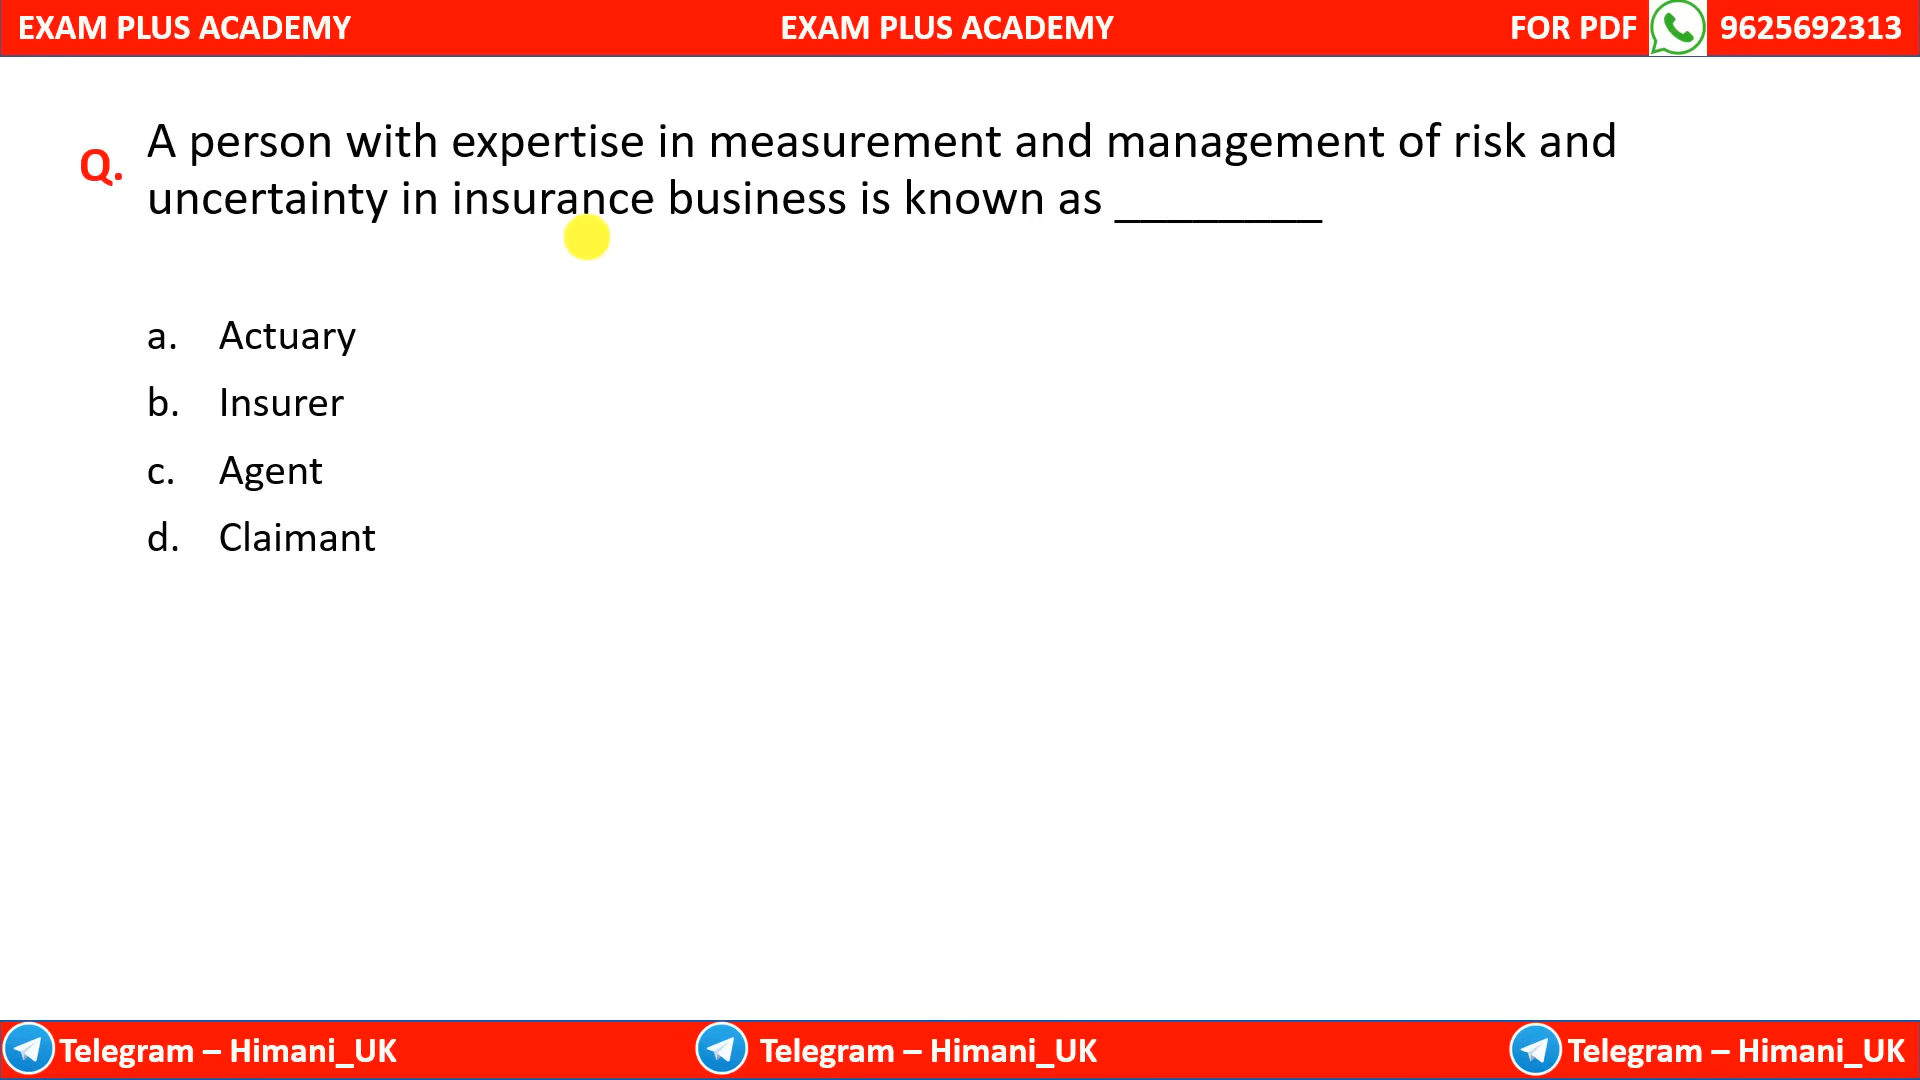 EXAM PLUS ACADEMY EXAM PLUS ACADEMY FOR PDF 9625692313
Q. A person with expertise in measurement and management of risk and
uncertainty in insurance business is known as ________
a. Actuary
b. Insurer
c. Agent
d. Claimant
Telegram – Himani_UK Telegram – Himani_UK Telegram – Himani_UK